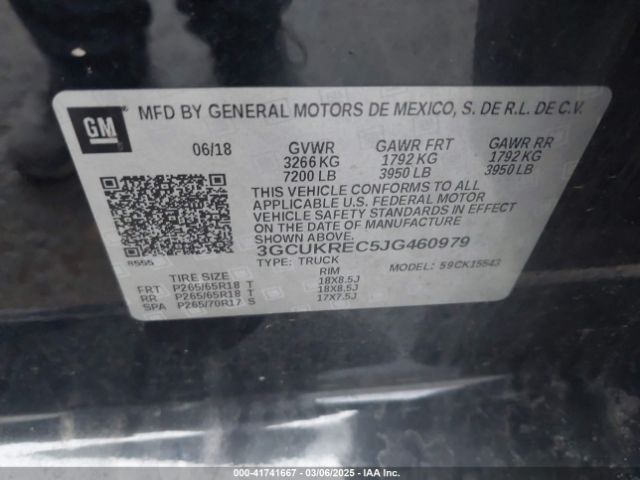 GM
MFD BY GENERAL MOTORS DE MEXICO, S. DE R.L. DE C.V.
06/18 GVWR GAWR FRT GAWR RR
3266 KG 1792 KG 1792 KG
7200 LB 3950 LB 3950 LB
THIS VEHICLE CONFORMS TO ALL
APPLICABLE U.S. FEDERAL MOTOR
VEHICLE SAFETY STANDARDS IN EFFECT
ON THE DATE OF MANUFACTURE
SHOWN ABOVE.
3GCUKREC5JG460979
8555
TYPE: TRUCK MODEL: 59CK15543
TIRE SIZE RIM
FRT P265/65R18 T 18X8.5J
RR P265/65R18 T 18X8.5J
SPA P265/70R17 S 17X7.5J
000-41741667 - 03/06/2025 - IAA Inc.